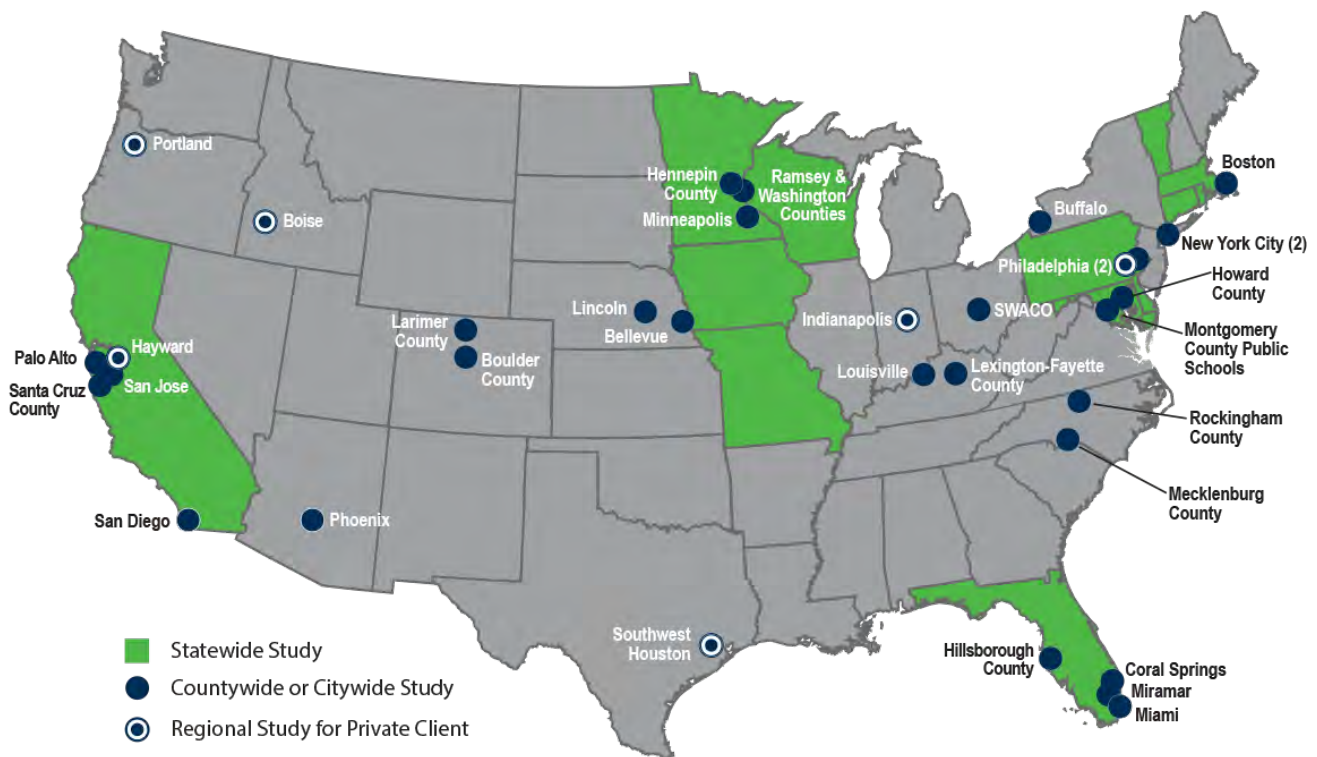 Portland
Boise
Hennepin
County
Ramsey &
Washington
Counties
Minneapolis
Boston
Buffalo
New York City (2)
Philadelphia (2)
Howard
County
Montgomery
County Public
Schools
Lincoln
Bellevue
Larimer
County
Boulder
County
Indianapolis
SWACO
Louisville
Lexington-Fayette
County
Hayward
Palo Alto
San Jose
Santa Cruz
County
Rockingham
County
Mecklenburg
County
San Diego
Phoenix
Southwest
Houston
Hillsborough
County
Coral Springs
Miramar
Miami
Statewide Study
Countywide or Citywide Study
Regional Study for Private Client